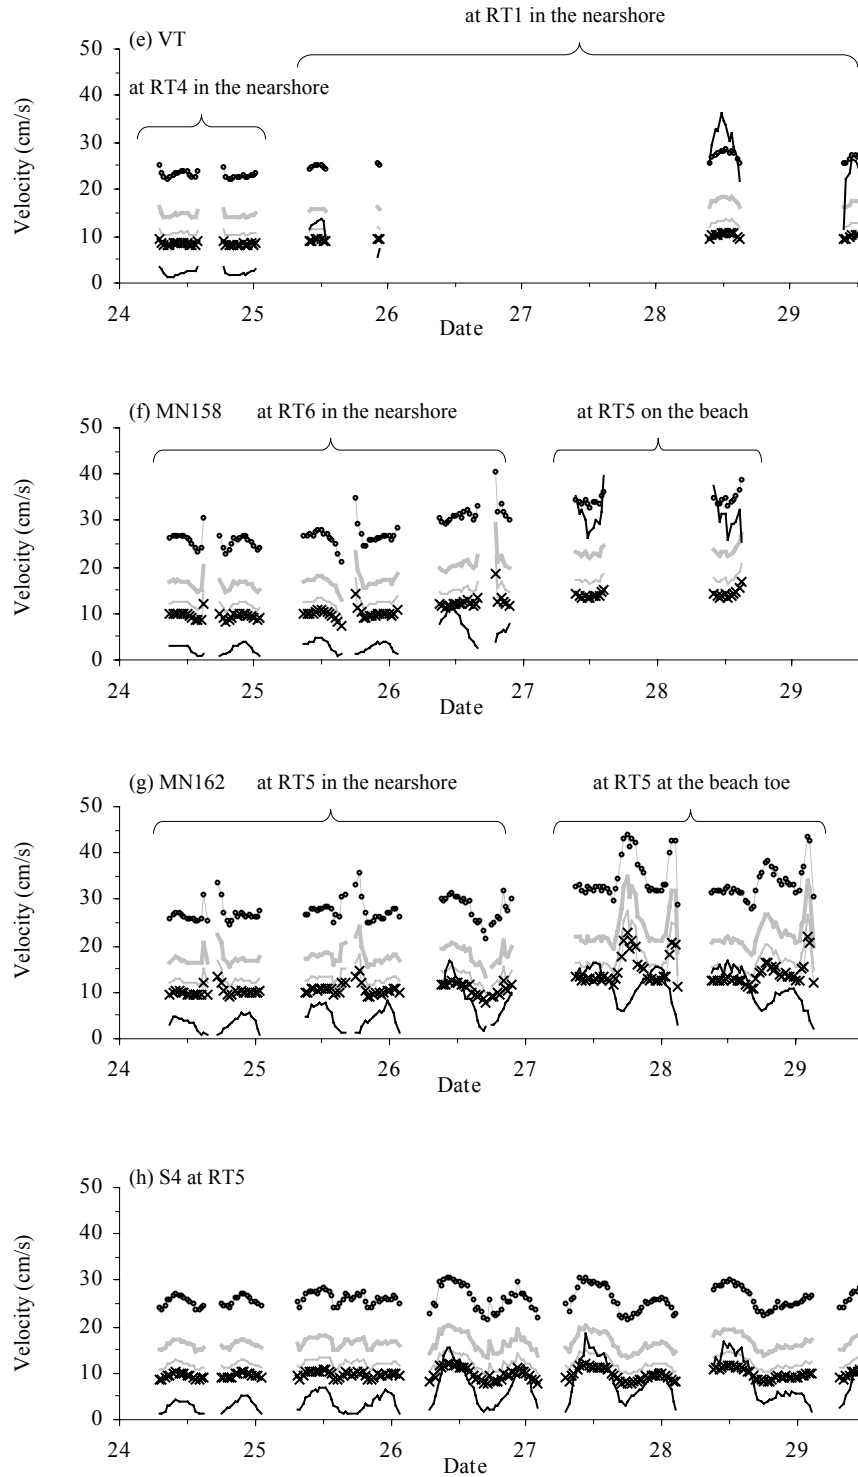 at RT1 in the nearshore
(e) VT
at RT4 in the nearshore
Velocity (cm/s)
50
40
30
20
10
0
24 25 26 27 28 29
Date
(f) MN158 at RT6 in the nearshore at RT5 on the beach
Velocity (cm/s)
50
40
30
20
10
0
24 25 26 27 28 29
Date
(g) MN162 at RT5 in the nearshore at RT5 at the beach toe
Velocity (cm/s)
50
40
30
20
10
0
24 25 26 27 28 29
Date
(h) S4 at RT5
Velocity (cm/s)
50
40
30
20
10
0
24 25 26 27 28 29
Date